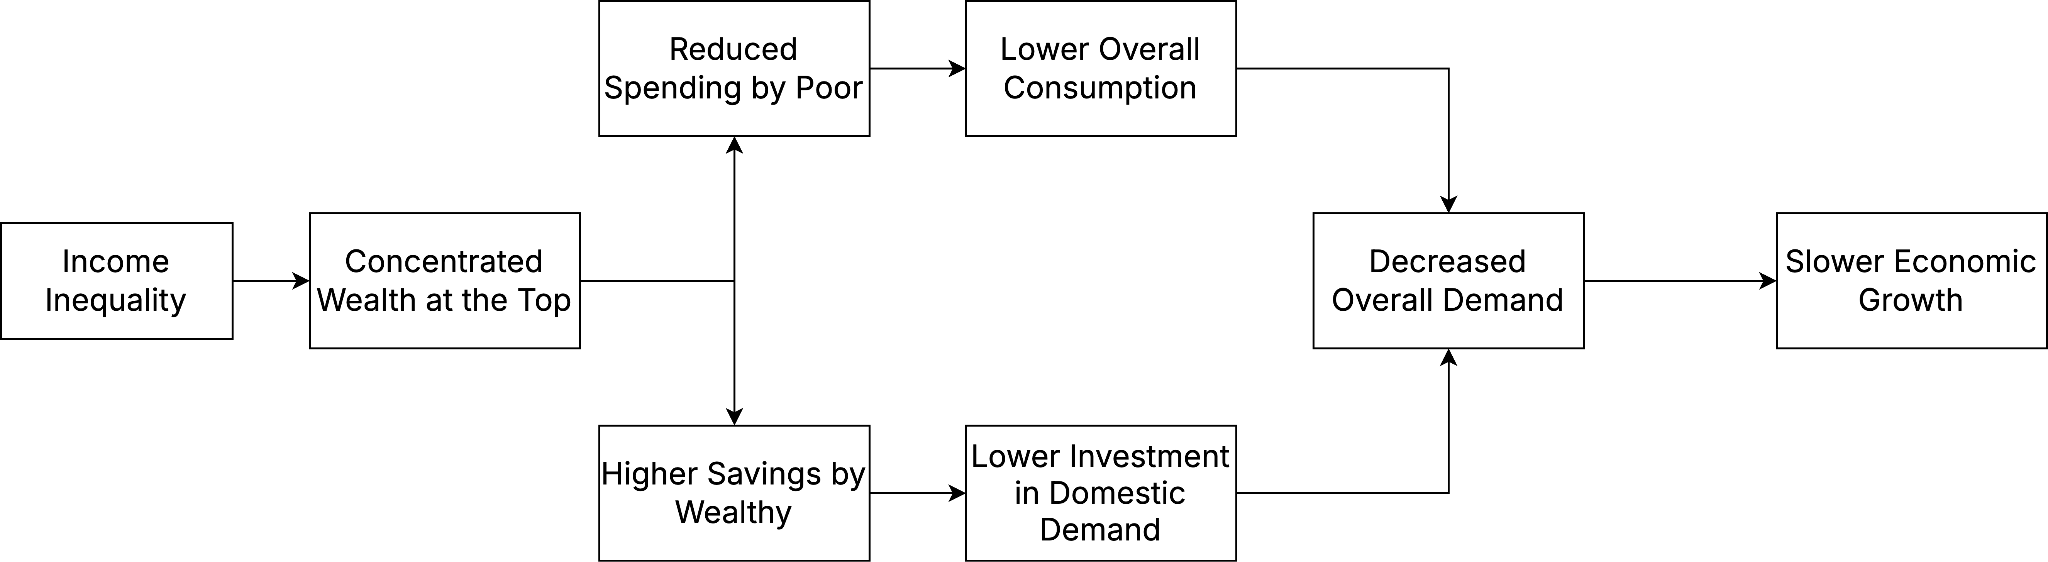 Income
Inequality
Concentrated
Wealth at the Top
Reduced
Spending by Poor
Lower Overall
Consumption
Higher Savings by
Wealthy
Lower Investment
in Domestic
Demand
Decreased
Overall Demand
Slower Economic
Growth